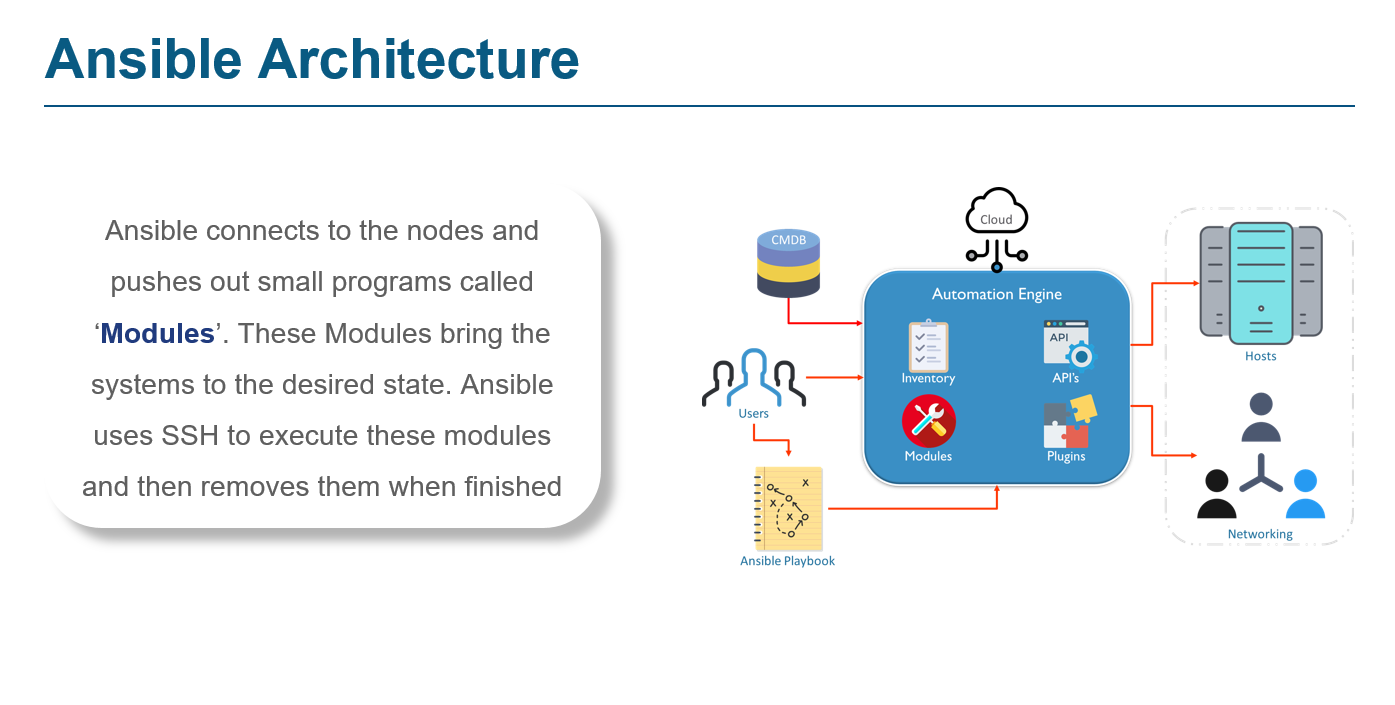 Ansible Architecture
Ansible connects to the nodes and
pushes out small programs called
‘Modules’. These Modules bring the
systems to the desired state. Ansible
uses SSH to execute these modules
and then removes them when finished
Cloud
CMDB
Automation Engine
API
Inventory
API's
Modules
Plugins
Users
Ansible Playbook
Hosts
Networking